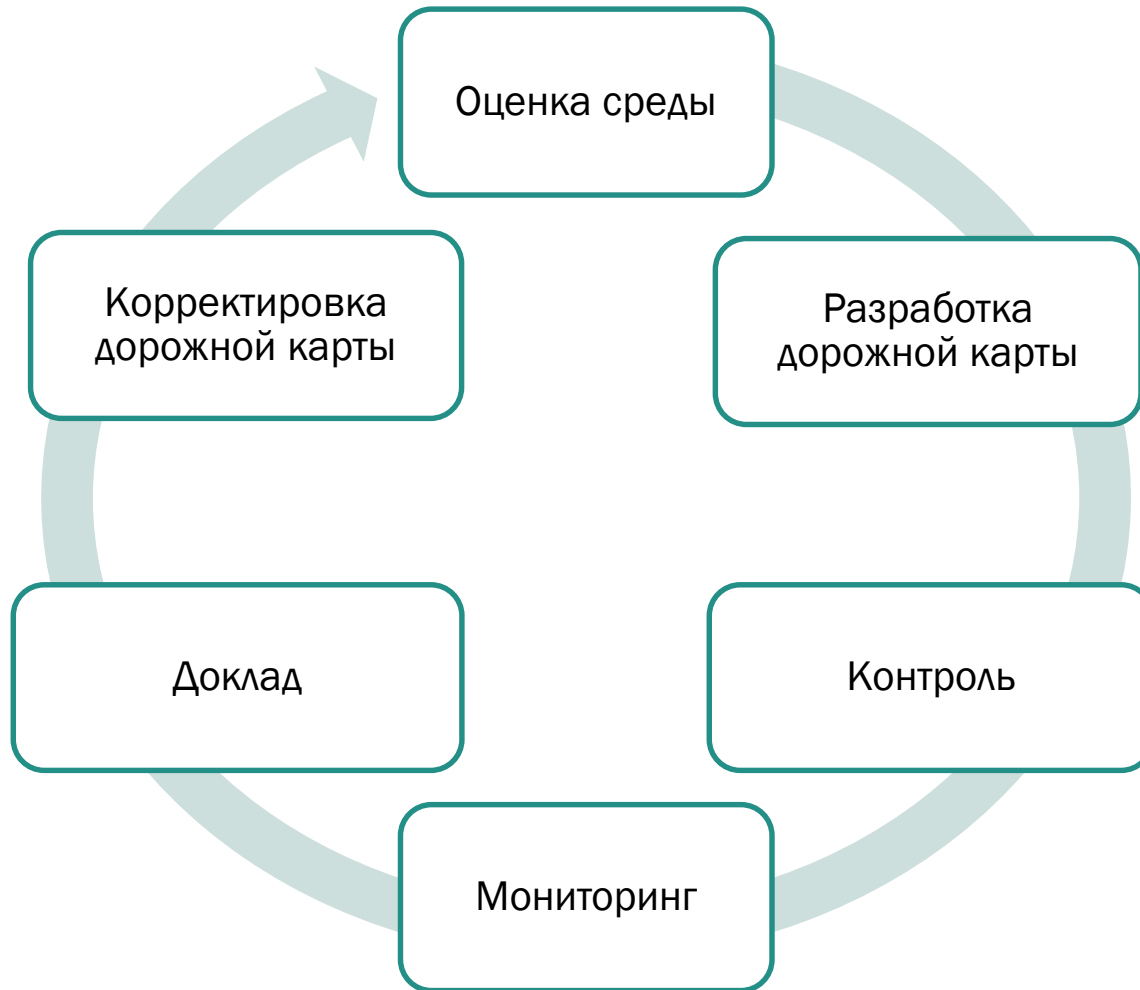 Оценка среды
Разработка
дорожной карты
Контроль
Мониторинг
Доклад
Корректировка
дорожной карты